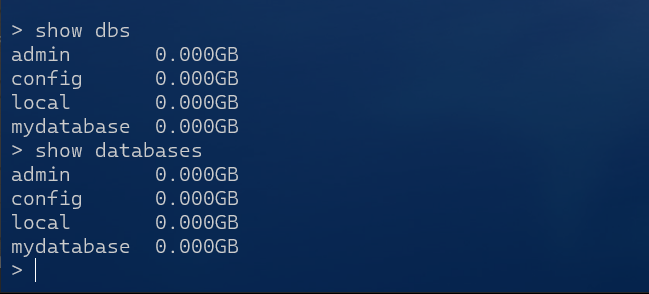 > show dbs
admin       0.000GB
config      0.000GB
local       0.000GB
mydatabase  0.000GB
> show databases
admin       0.000GB
config      0.000GB
local       0.000GB
mydatabase  0.000GB
>